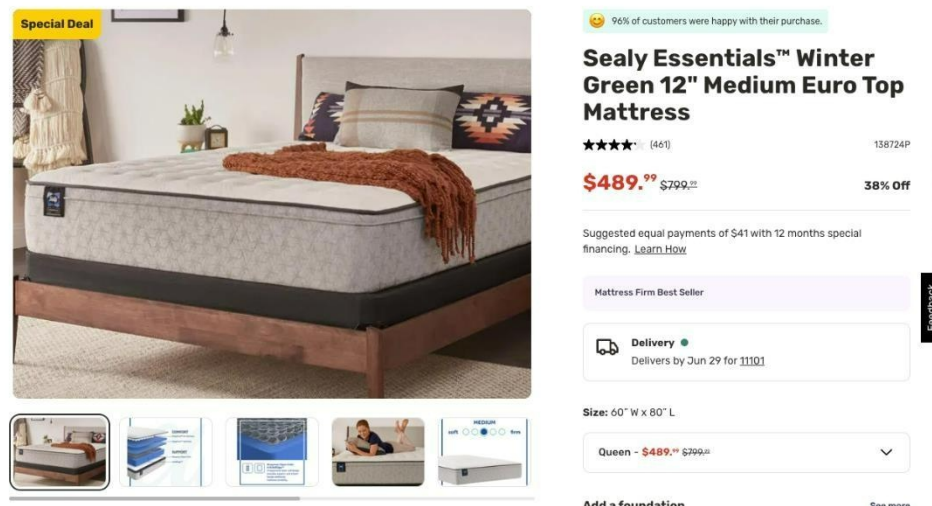 Special Deal
96% of customers were happy with their purchase.
Sealy Essentials™ Winter
Green 12" Medium Euro Top
Mattress
(461)
138724P
$489.99 $799.99
38% Off
Suggested equal payments of $41 with 12 months special
financing. Learn How
Mattress Firm Best Seller
Feedback
Delivery
Delivers by Jun 29 for 11101
Size: 60" W x 80" L
COMFORT
SUPPORT
MEDIUM
soft
firm
Queen - $489.99 $799.99
Add a foundation
See more